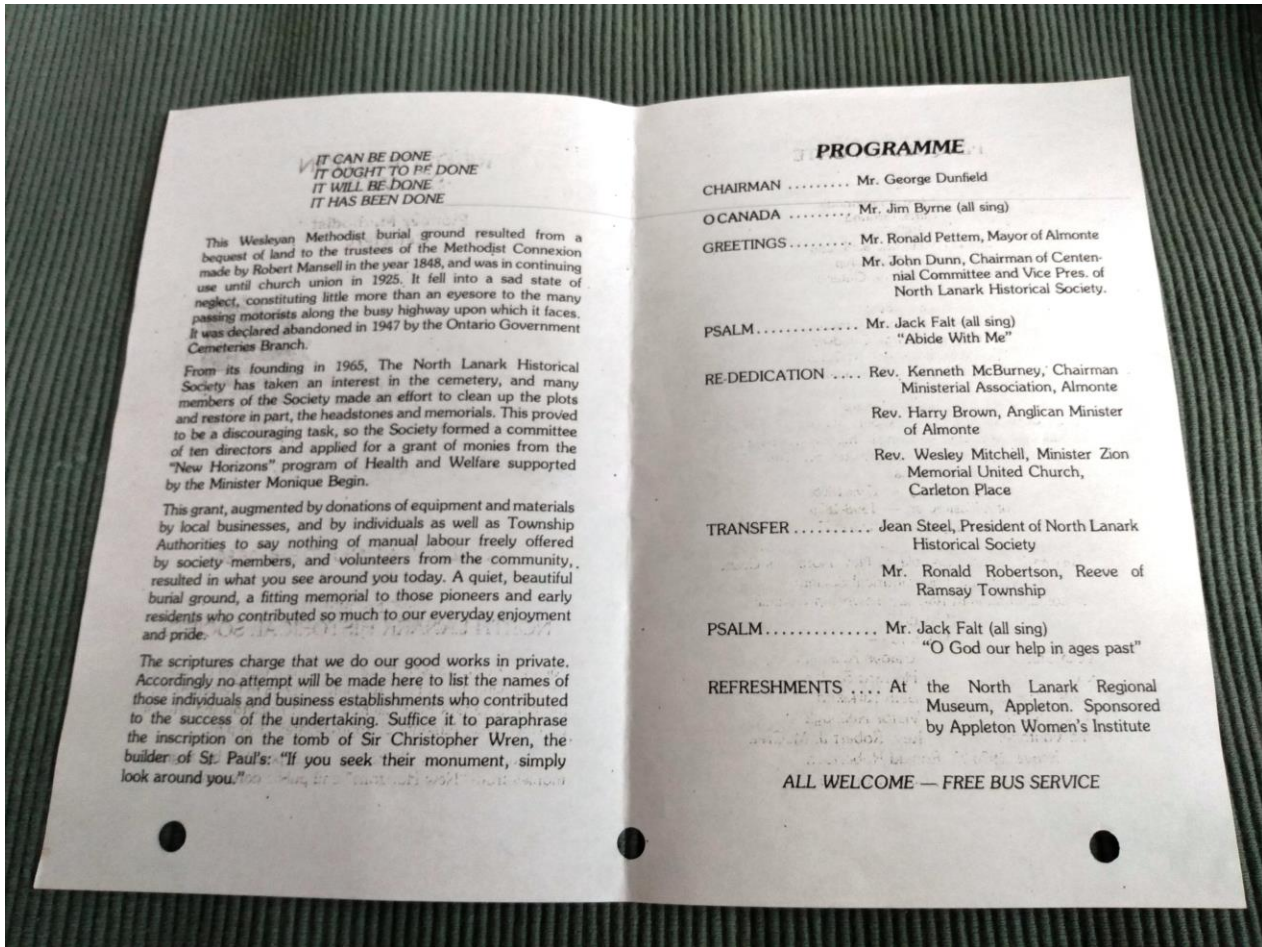 IT CAN BE DONE
IT OUGHT TO BE DONE
IT WILL BE DONE
IT HAS BEEN DONE
This Wesleyan Methodist burial ground resulted from a
bequest of land to the trustees of the Methodist Connexion
made by Robert Mansell in the year 1848, and was in continuing
use until church union in 1925. It fell into a sad state of
neglect, constituting little more than an eyesore to the many
passing motorists along the busy highway upon which it faces.
It was declared abandoned in 1947 by the Ontario Government
Cemeteries Branch.
From its founding in 1965, The North Lanark Historical
Society has taken an interest in the cemetery, and many
members of the Society made an effort to clean up the plots
and restore in part, the headstones and memorials. This proved
to be a discouraging task, so the Society formed a committee
of ten directors and applied for a grant of monies from the
"New Horizons" program of Health and Welfare supported
by the Minister Monique Begin.
This grant, augmented by donations of equipment and materials
by local businesses, and by individuals as well as Township
Authorities to say nothing of manual labour freely offered
by society members, and volunteers from the community,
resulted in what you see around you today. A quiet, beautiful
burial ground, a fitting memorial to those pioneers and early
residents who contributed so much to our everyday enjoyment
and pride.
The scriptures charge that we do our good works in private.
Accordingly no attempt will be made here to list the names of
those individuals and business establishments who contributed
to the success of the undertaking. Suffice it to paraphrase
the inscription on the tomb of Sir Christopher Wren, the
builder of St. Paul's: "If you seek their monument, simply
look around you."
PROGRAMME
CHAIRMAN ......... Mr. George Dunfield
O CANADA ......... Mr. Jim Byrne (all sing)
GREETINGS ......... Mr. Ronald Pettem, Mayor of Almonte
Mr. John Dunn, Chairman of Centen-
nial Committee and Vice Pres. of
North Lanark Historical Society.
PSALM .............. Mr. Jack Falt (all sing)
"Abide With Me"
RE-DEDICATION .... Rev. Kenneth McBurney, Chairman
Ministerial Association, Almonte
Rev. Harry Brown, Anglican Minister
of Almonte
Rev. Wesley Mitchell, Minister Zion
Memorial United Church,
Carleton Place
TRANSFER .......... Jean Steel, President of North Lanark
Historical Society
Mr. Ronald Robertson, Reeve of
Ramsay Township
PSALM .............. Mr. Jack Falt (all sing)
"O God our help in ages past"
REFRESHMENTS .... At the North Lanark Regional
Museum, Appleton. Sponsored
by Appleton Women's Institute
ALL WELCOME — FREE BUS SERVICE